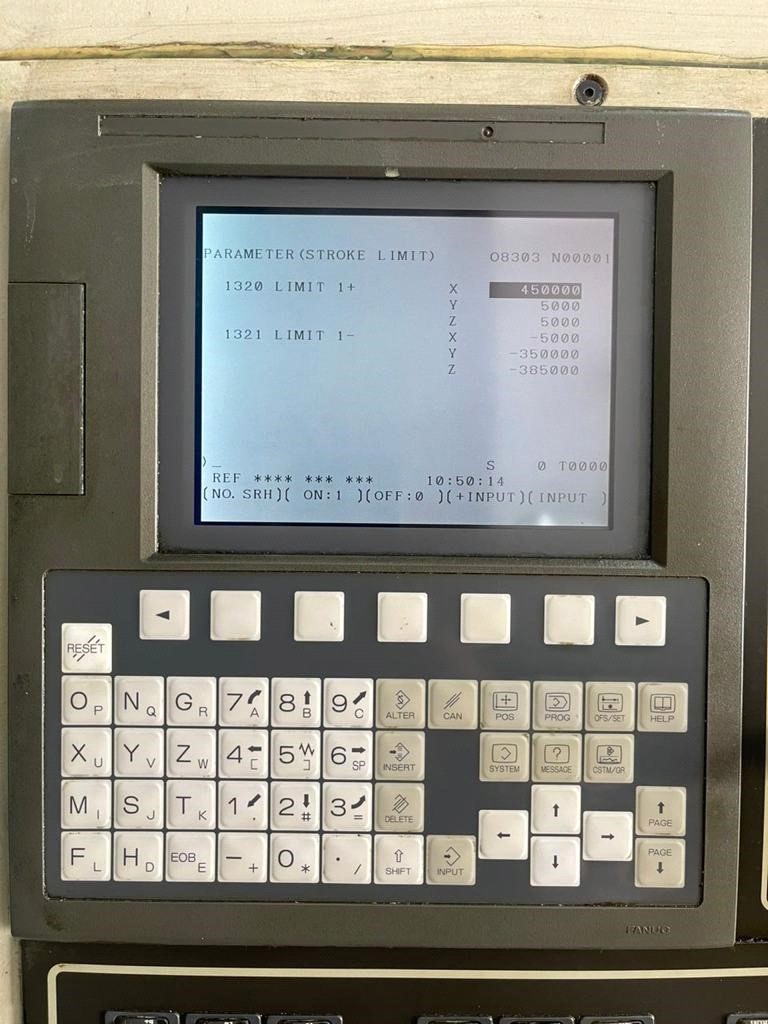 PARAMETER(STROKE LIMIT) O8303 N00001
1320 LIMIT 1+ X 450000
Y 5000
Z 5000
1321 LIMIT 1- X -5000
Y -350000
Z -385000
)_ S 0 T0000
REF **** *** *** 10:50:14
(NO. SRH)( ON:1 )(OFF:0 )(+INPUT)(INPUT )
◄ ►
RESET
O P N Q G R 7 A 8 B 9 C ALTER CAN POS PROG OFS/SET HELP
X U Y V Z W 4 [ 5 ] 6 SP INSERT SYSTEM MESSAGE CSTM/GR
M I S J T K 1 , 2 # 3 = DELETE ↑ PAGE
F L H D EOB E - + 0 * . / SHIFT INPUT ← ↓ → PAGE
FANUC